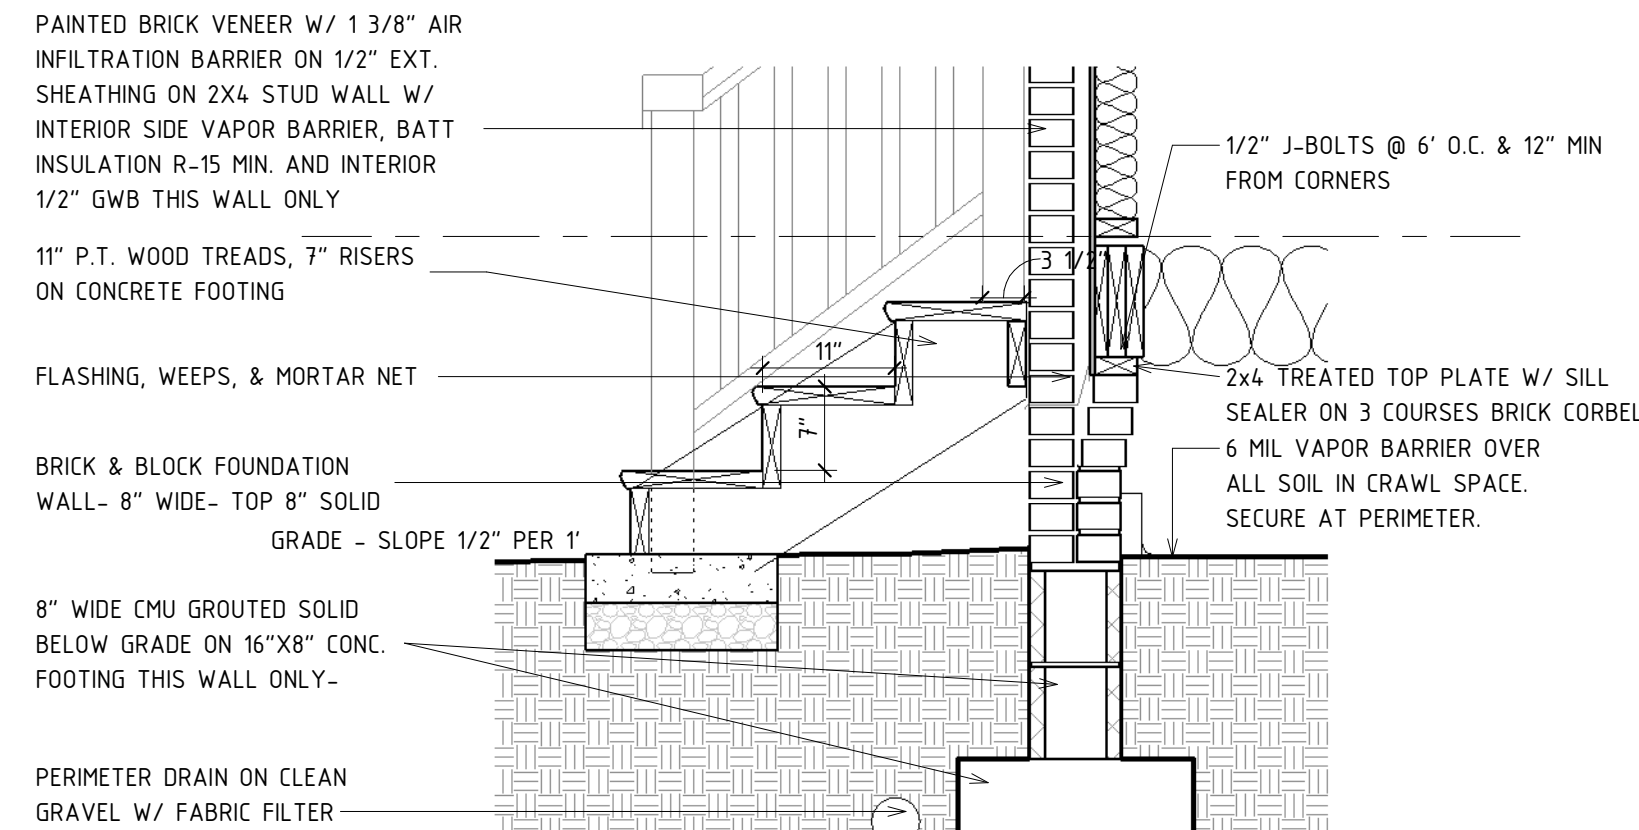 PAINTED BRICK VENEER W/ 1 3/8" AIR
INFILTRATION BARRIER ON 1/2" EXT.
SHEATHING ON 2X4 STUD WALL W/
INTERIOR SIDE VAPOR BARRIER, BATT
INSULATION R-15 MIN. AND INTERIOR
1/2" GWB THIS WALL ONLY
11" P.T. WOOD TREADS, 7" RISERS
ON CONCRETE FOOTING
FLASHING, WEEPS, & MORTAR NET
BRICK & BLOCK FOUNDATION
WALL- 8" WIDE- TOP 8" SOLID
GRADE - SLOPE 1/2" PER 1'
8" WIDE CMU GROUTED SOLID
BELOW GRADE ON 16"X8" CONC.
FOOTING THIS WALL ONLY-
PERIMETER DRAIN ON CLEAN
GRAVEL W/ FABRIC FILTER
3 1/2"
11"
7"
1/2" J-BOLTS @ 6' O.C. & 12" MIN
FROM CORNERS
2x4 TREATED TOP PLATE W/ SILL
SEALER ON 3 COURSES BRICK CORBEL
6 MIL VAPOR BARRIER OVER
ALL SOIL IN CRAWL SPACE.
SECURE AT PERIMETER.